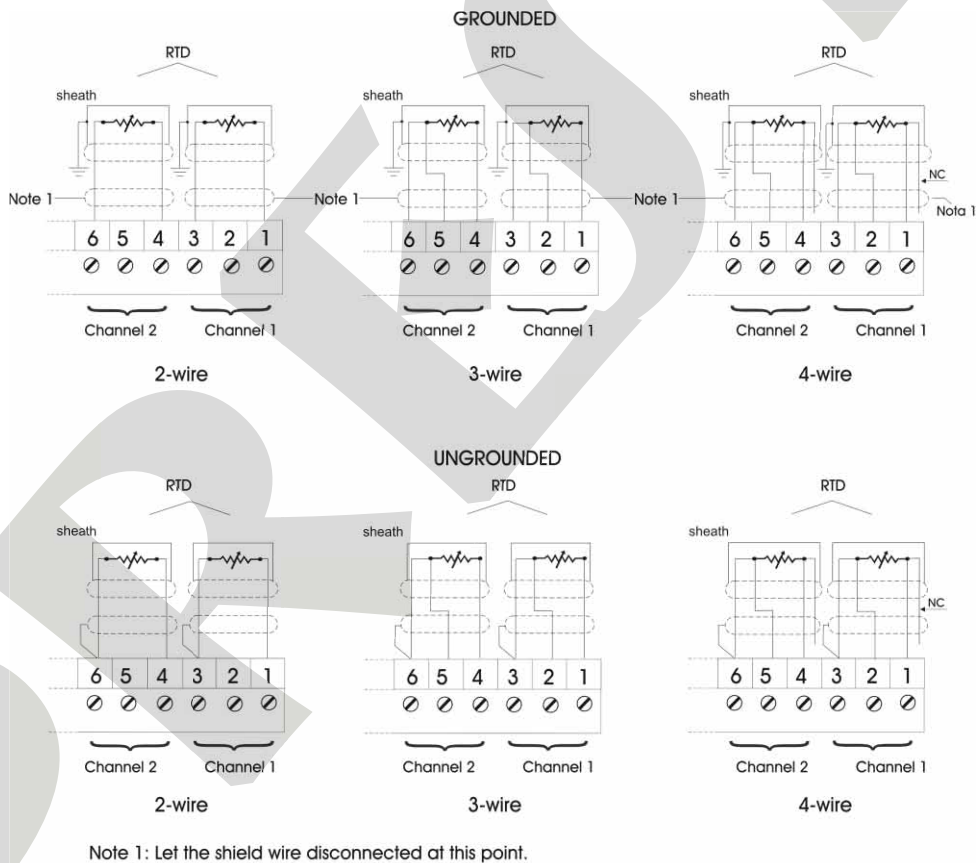 GROUNDED
RTD RTD RTD
sheath sheath sheath
NC
Note 1 Note 1 Note 1 Nota 1
6 5 4 3 2 1 6 5 4 3 2 1 6 5 4 3 2 1
Channel 2 Channel 1 Channel 2 Channel 1 Channel 2 Channel 1
2-wire 3-wire 4-wire
UNGROUNDED
RTD RTD RTD
sheath sheath sheath
NC
6 5 4 3 2 1 6 5 4 3 2 1 6 5 4 3 2 1
Channel 2 Channel 1 Channel 2 Channel 1 Channel 2 Channel 1
2-wire 3-wire 4-wire
Note 1: Let the shield wire disconnected at this point.